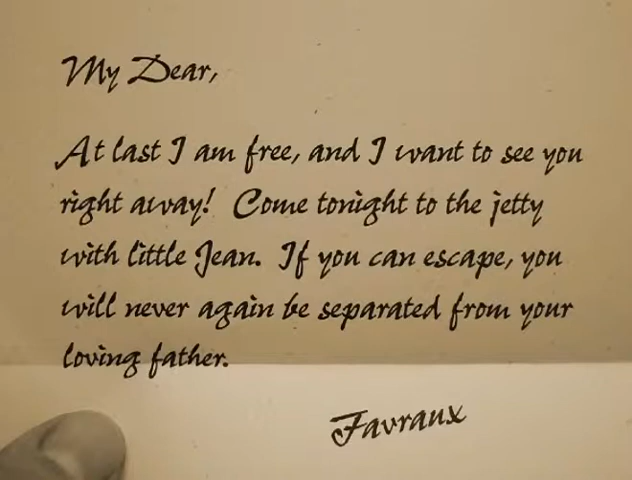 My Dear,
At last I am free, and I want to see you
right away! Come tonight to the jetty
with little Jean. If you can escape, you
will never again be separated from your
loving father.
Favraux